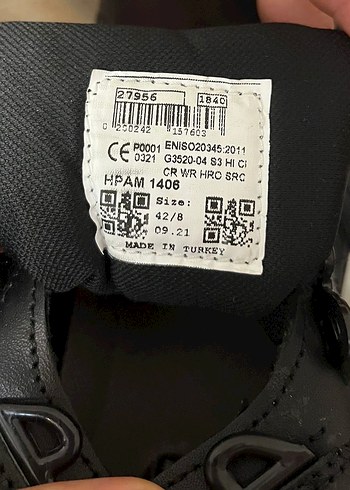 27956
1840
0 200242 157603
CE P0001 ENISO20345:2011
0321 G3520-04 S3 HI CI
CR WR HRO SRC
HPAM 1406
Size:
42/8
09.21
MADE IN TURKEY